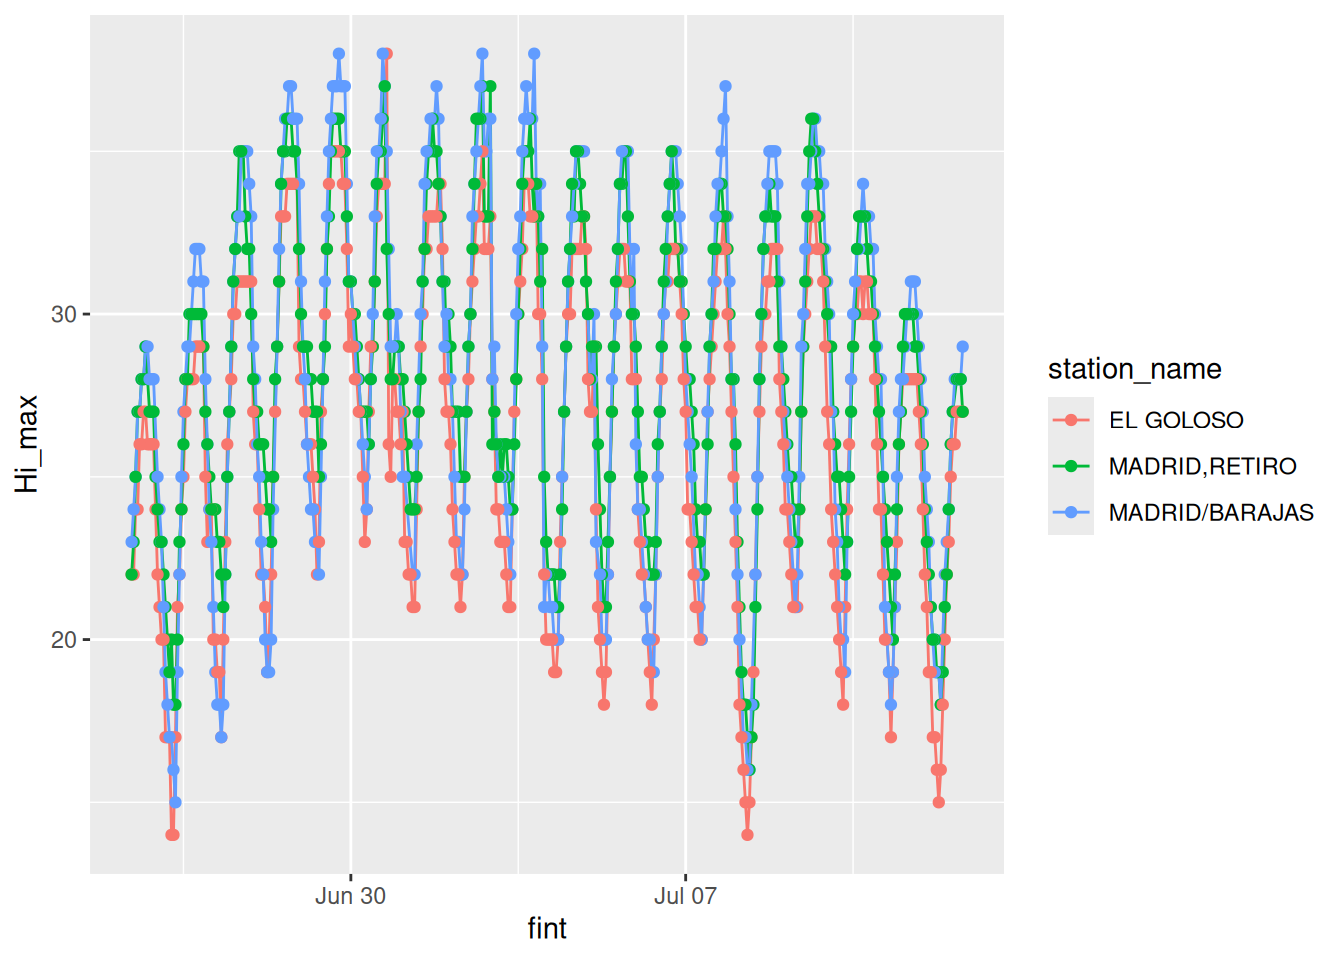 Hi_max
30
20
Jun 30
Jul 07
fint
station_name
EL GOLOSO
MADRID,RETIRO
MADRID/BARAJAS